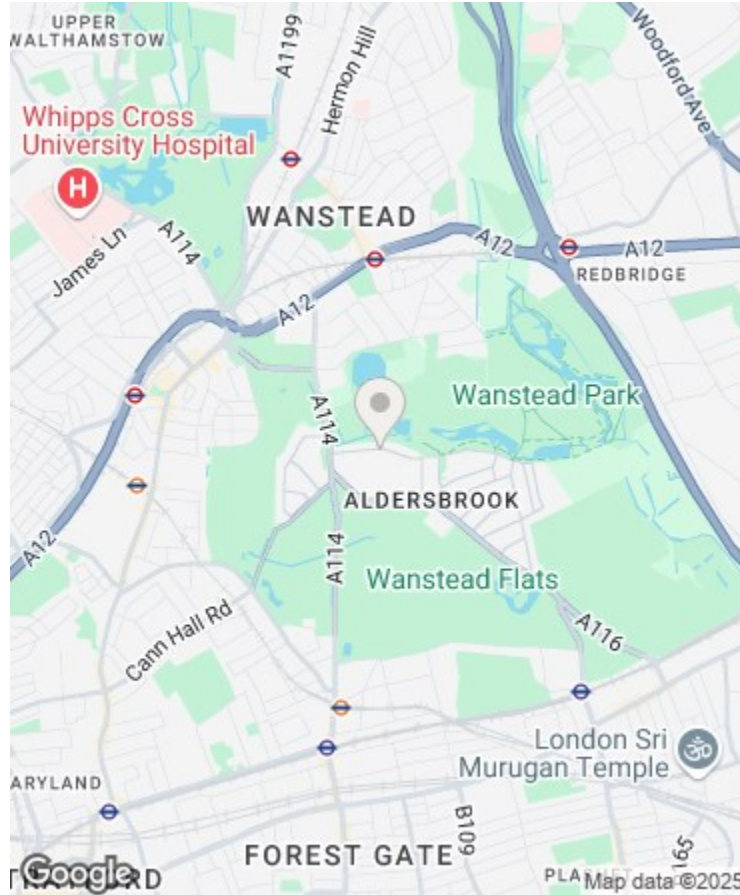 UPPER
WALTHAMSTOW
A1199
Hermon Hill
Woodford Ave
Whipps Cross
University Hospital
H
WANSTEAD
A114
James Ln
A12
A12
REDBRIDGE
A12
Wanstead Park
A114
ALDERSBROOK
A12
A114
Wanstead Flats
A116
Cann Hall Rd
London Sri
Murugan Temple
ॐ
ARYLAND
B109
FOREST GATE
165
Google
RD
Map data ©2025